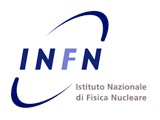 INFN
Istituto Nazionale
di Fisica Nucleare